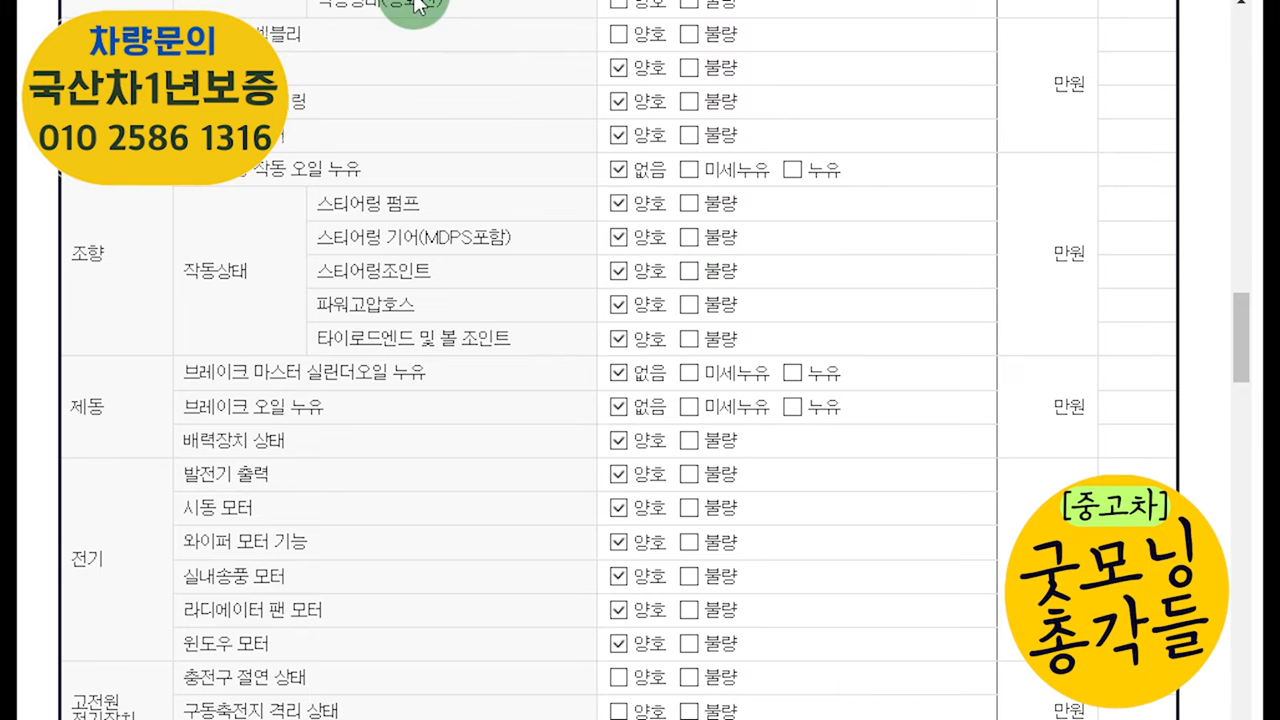 작동상태(
양호 불량
차량문의
국산차1년보증
010 2586 1316
벨블리
양호 불량
양호 불량
만원
링
양호 불량
양호 불량
작동 오일 누유
없음 미세누유 누유
조향
작동상태
스티어링 펌프
양호 불량
스티어링 기어(MDPS포함)
양호 불량
만원
스티어링조인트
양호 불량
파워고압호스
양호 불량
타이로드엔드 및 볼 조인트
양호 불량
제동
브레이크 마스터 실린더오일 누유
없음 미세누유 누유
브레이크 오일 누유
없음 미세누유 누유
만원
배력장치 상태
양호 불량
전기
발전기 출력
양호 불량
시동 모터
양호 불량
와이퍼 모터 기능
양호 불량
실내송풍 모터
양호 불량
라디에이터 팬 모터
양호 불량
윈도우 모터
양호 불량
[중고차]
굿모닝
총각들
고전원
전기장치
충전구 절연 상태
양호 불량
구동축전지 격리 상태
양호 불량
만원